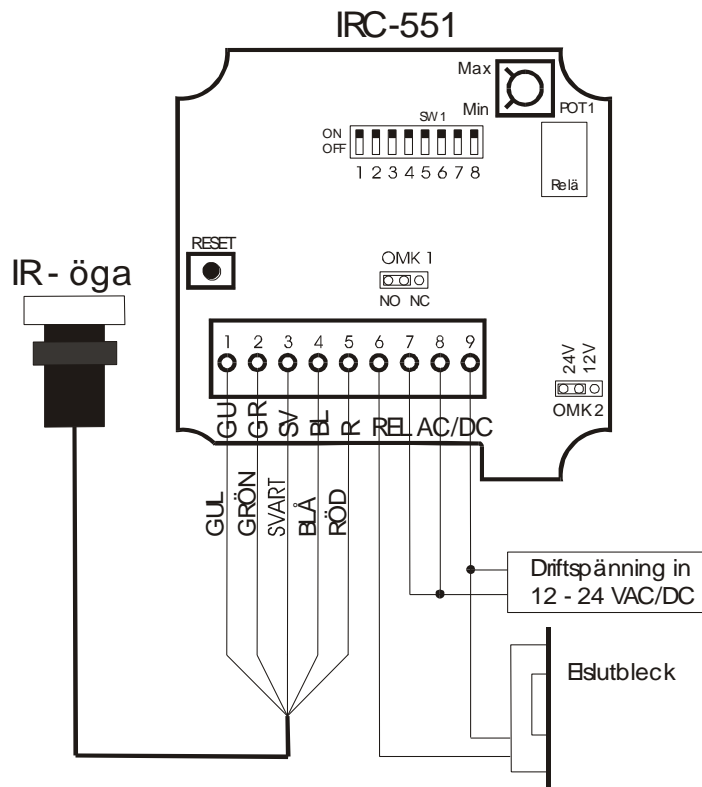 IRC-551
Max
Min
POT1
SW1
ON
OFF
1 2 3 4 5 6 7 8
Relä
RESET
OMK 1
NO NC
IR - öga
1 2 3 4 5 6 7 8 9
24V
12V
OMK 2
GU GR SV BL R REL AC/DC
GUL
GRÖN
SVART
BLÅ
RÖD
Driftspänning in
12 - 24 VAC/DC
Elslutbleck